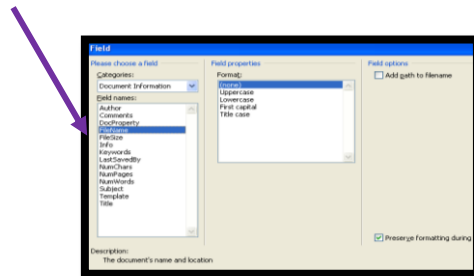 Field
Please choose a field
Categories:
Document Information
Field names:
Author
Comments
DocProperty
FileName
FileSize
Info
Keywords
LastSavedBy
NumChars
NumPages
NumWords
Subject
Template
Title
Field properties
Format:
(none)
Uppercase
Lowercase
First capital
Title case
Field options
Add path to filename
Preserve formatting during
Description:
The document's name and location